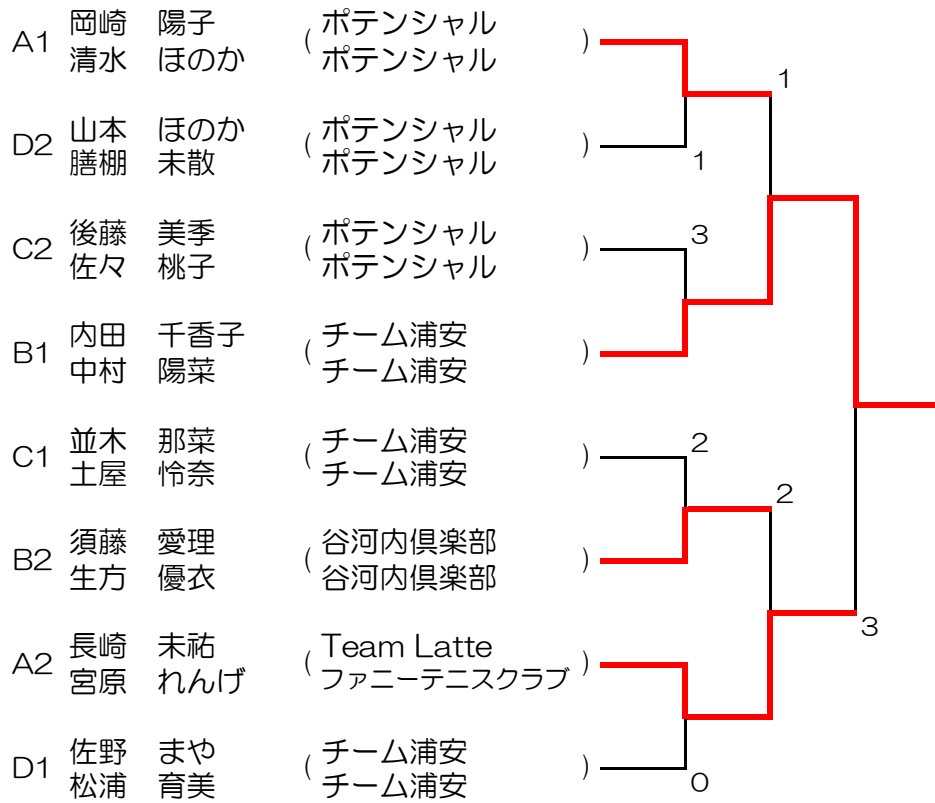 A1 岡崎 陽子 ( ポテンシャル )
清水 ほのか ポテンシャル
1
D2 山本 ほのか ( ポテンシャル )
膳棚 未散 ポテンシャル
1
C2 後藤 美季 ( ポテンシャル )
佐々 桃子 ポテンシャル
3
B1 内田 千香子 ( チーム浦安 )
中村 陽菜 チーム浦安
C1 並木 那菜 ( チーム浦安 )
土屋 怜奈 チーム浦安
2
2
B2 須藤 愛理 ( 谷河内倶楽部 )
生方 優衣 谷河内倶楽部
3
A2 長崎 未祐 ( Team Latte )
宮原 れんげ ファニーテニスクラブ
D1 佐野 まや ( チーム浦安 )
松浦 育美 チーム浦安
0